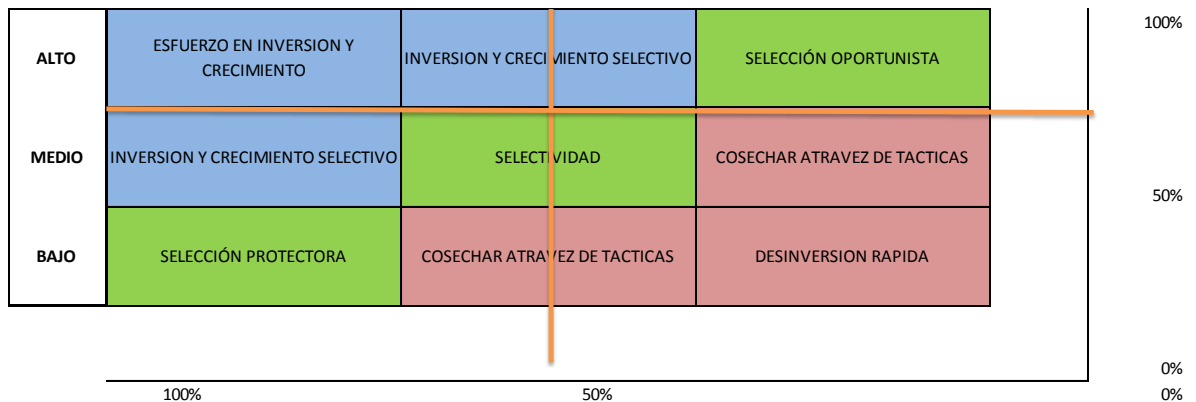 100%
ESFUERZO EN INVERSION Y
CRECIMIENTO
ALTO
INVERSION Y CRECIMIENTO SELECTIVO
SELECCIÓN OPORTUNISTA
MEDIO
INVERSION Y CRECIMIENTO SELECTIVO
SELECTIVIDAD
COSECHAR ATRAVEZ DE TACTICAS
50%
BAJO
SELECCIÓN PROTECTORA
COSECHAR ATRAVEZ DE TACTICAS
DESINVERSION RAPIDA
0%
100%
50%
0%